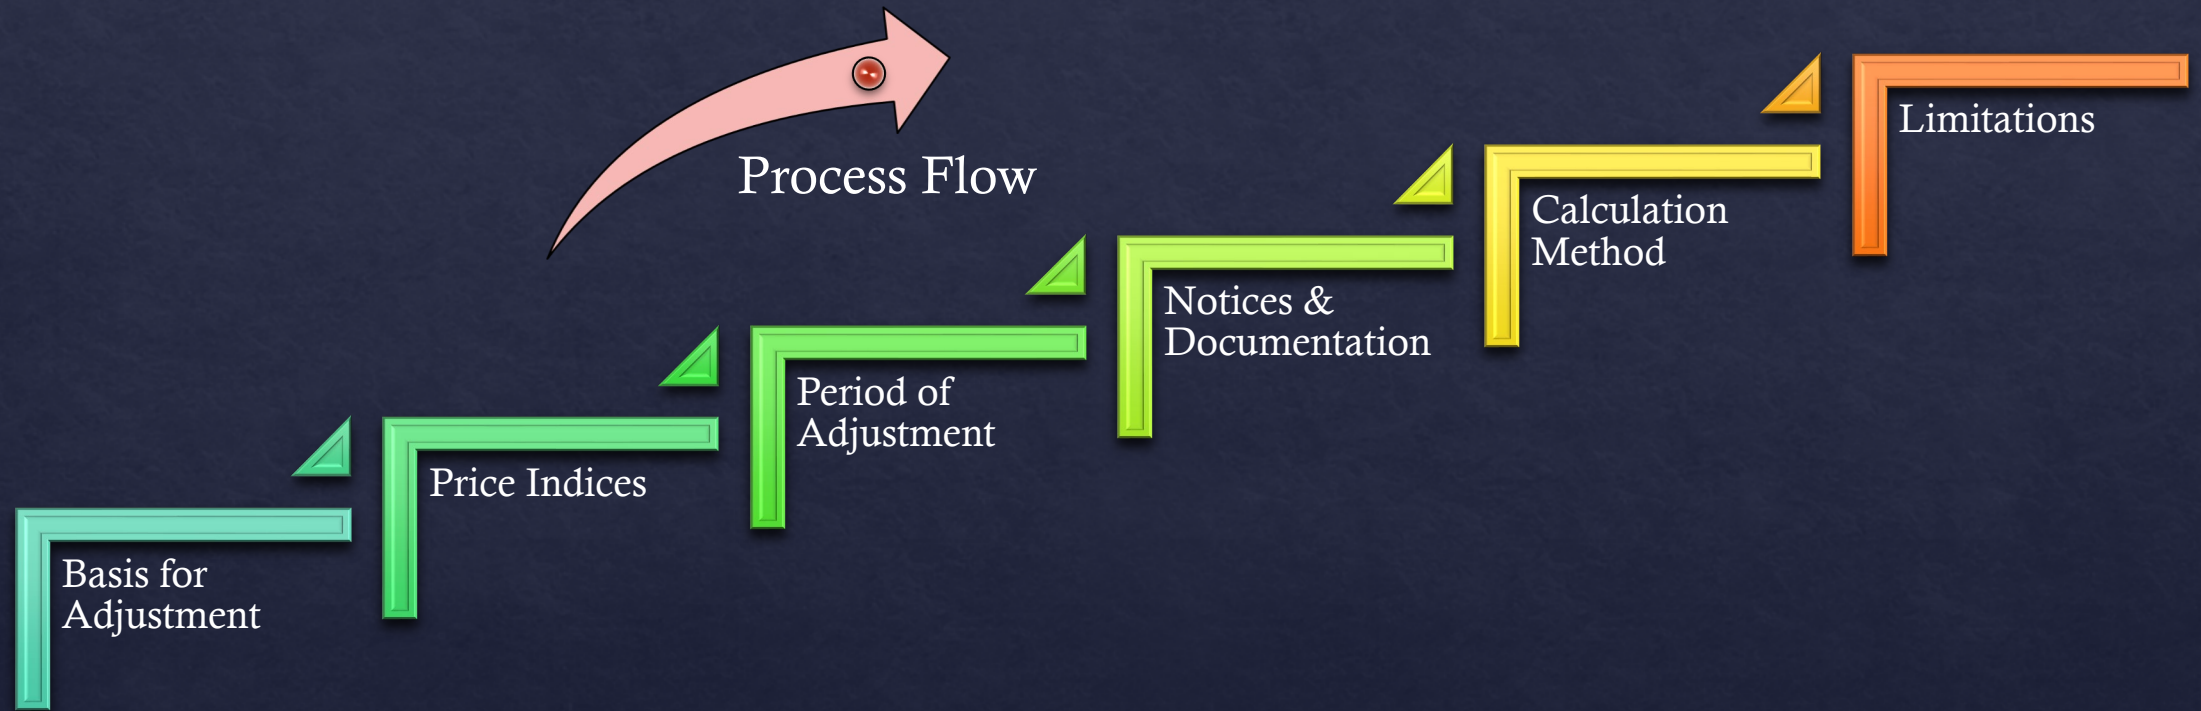 Process Flow
Basis for
Adjustment
Price Indices
Period of
Adjustment
Notices &
Documentation
Calculation
Method
Limitations